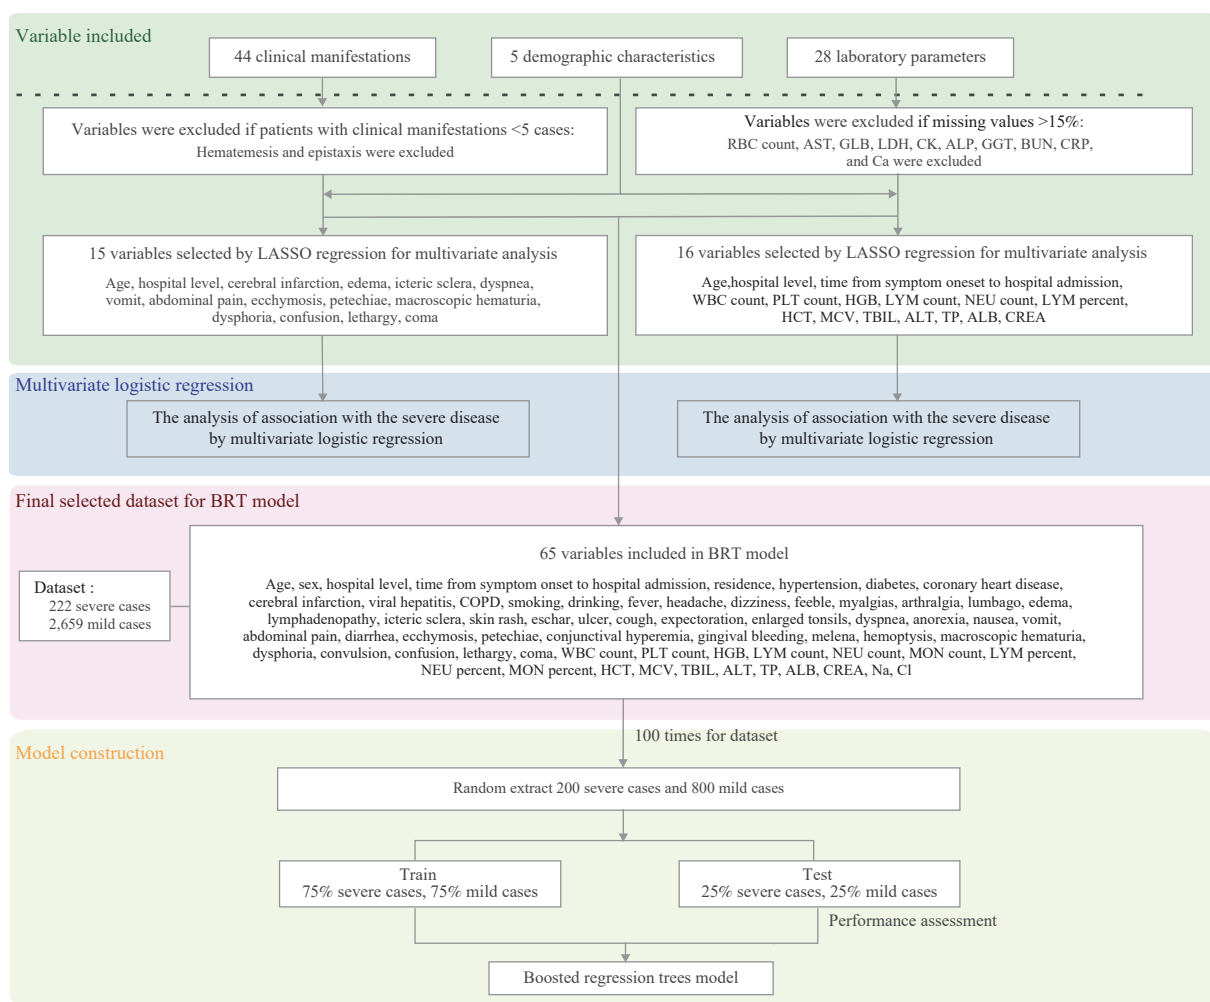 Variable included
44 clinical manifestations
5 demographic characteristics
28 laboratory parameters
Variables were excluded if patients with clinical manifestations <5 cases:
Hematemesis and epistaxis were excluded
Variables were excluded if missing values >15%:
RBC count, AST, GLB, LDH, CK, ALP, GGT, BUN, CRP,
and Ca were excluded
15 variables selected by LASSO regression for multivariate analysis
Age, hospital level, cerebral infarction, edema, icteric sclera, dyspnea,
vomit, abdominal pain, ecchymosis, petechiae, macroscopic hematuria,
dysphoria, confusion, lethargy, coma
16 variables selected by LASSO regression for multivariate analysis
Age,hospital level, time from symptom oneset to hospital admission,
WBC count, PLT count, HGB, LYM count, NEU count, LYM percent,
HCT, MCV, TBIL, ALT, TP, ALB, CREA
Multivariate logistic regression
The analysis of association with the severe disease
by multivariate logistic regression
The analysis of association with the severe disease
by multivariate logistic regression
Final selected dataset for BRT model
Dataset :
222 severe cases
2,659 mild cases
65 variables included in BRT model
Age, sex, hospital level, time from symptom onset to hospital admission, residence, hypertension, diabetes, coronary heart disease,
cerebral infarction, viral hepatitis, COPD, smoking, drinking, fever, headache, dizziness, feeble, myalgias, arthralgia, lumbago, edema,
lymphadenopathy, icteric sclera, skin rash, eschar, ulcer, cough, expectoration, enlarged tonsils, dyspnea, anorexia, nausea, vomit,
abdominal pain, diarrhea, ecchymosis, petechiae, conjunctival hyperemia, gingival bleeding, melena, hemoptysis, macroscopic hematuria,
dysphoria, convulsion, confusion, lethargy, coma, WBC count, PLT count, HGB, LYM count, NEU count, MON count, LYM percent,
NEU percent, MON percent, HCT, MCV, TBIL, ALT, TP, ALB, CREA, Na, Cl
100 times for dataset
Model construction
Random extract 200 severe cases and 800 mild cases
Train
75% severe cases, 75% mild cases
Test
25% severe cases, 25% mild cases
Performance assessment
Boosted regression trees model